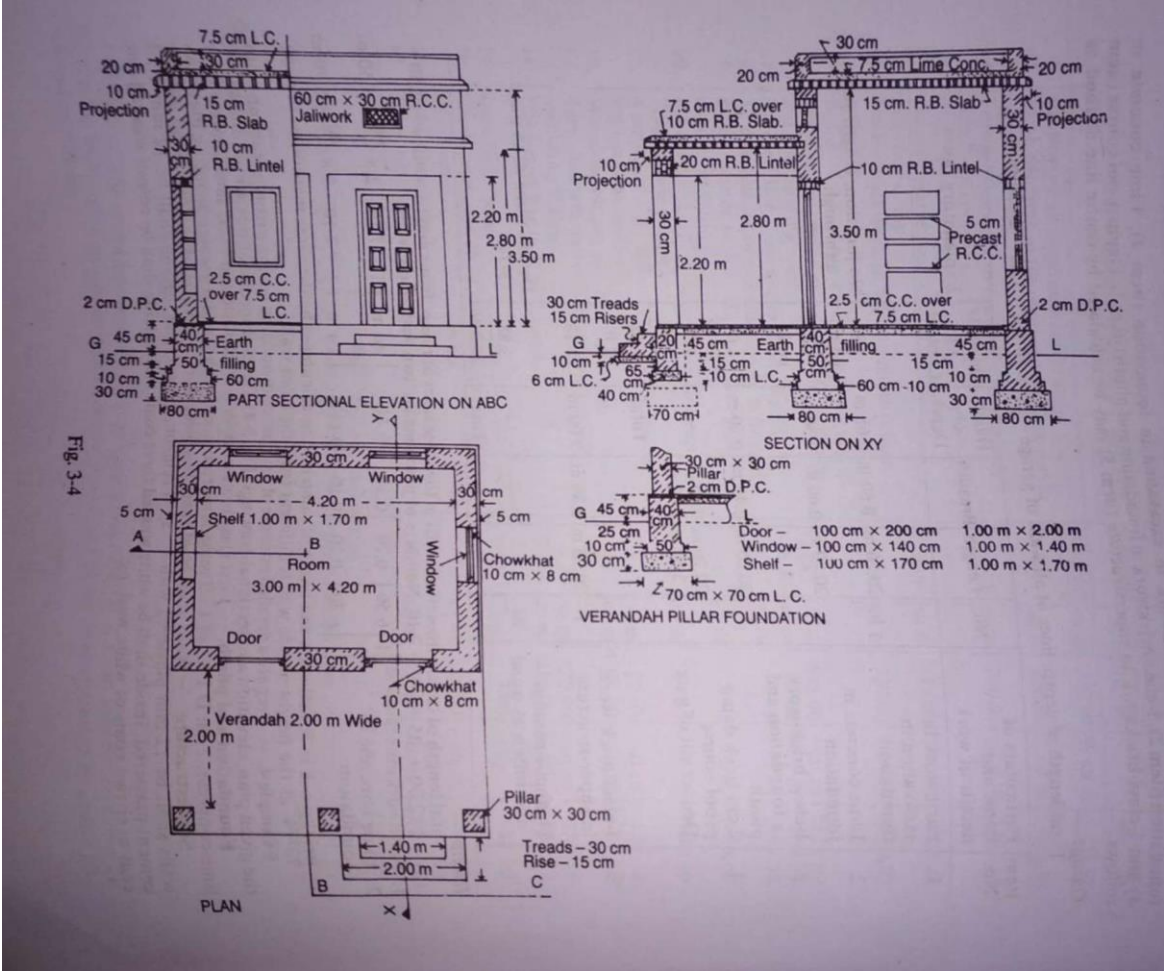 7.5 cm L.C.
30 cm
20 cm
10 cm
Projection
15 cm
R.B. Slab
60 cm × 30 cm R.C.C.
Jaliwork
30
cm
10 cm
R.B. Lintel
2.20 m
2.80 m
3.50 m
2.5 cm C.C.
over 7.5 cm
L.C.
2 cm D.P.C.
G
45 cm
40
cm
Earth
filling
L
15 cm
50
10 cm
60 cm
30 cm
80 cm
PART SECTIONAL ELEVATION ON ABC
30 cm
20 cm
7.5 cm Lime Conc.
20 cm
7.5 cm L.C. over
10 cm R.B. Slab.
15 cm. R.B. Slab
10 cm
Projection
30 cm
10 cm
Projection
20 cm R.B. Lintel
10 cm R.B. Lintel
30 cm
2.80 m
3.50 m
5 cm
Precast
R.C.C.
2.20 m
30 cm Treads
15 cm Risers
2.5 cm C.C. over
7.5 cm L.C.
2 cm D.P.C.
G
20
cm
45 cm
Earth
40
cm
filling
45 cm
L
10 cm
6 cm L.C.
65
cm
15 cm
10 cm L.C.
50
cm
15 cm
10 cm
40 cm
60 cm -10 cm
30 cm
70 cm
80 cm
80 cm
SECTION ON XY
Fig. 3-4
Y
30 cm
Window
Window
30 cm
4.20 m
30 cm
5 cm
Shelf 1.00 m × 1.70 m
5 cm
A
B
Room
Window
Chowkhat
10 cm × 8 cm
3.00 m × 4.20 m
Door
Door
30 cm
Chowkhat
10 cm × 8 cm
Verandah 2.00 m Wide
2.00 m
Pillar
30 cm × 30 cm
1.40 m
2.00 m
Treads – 30 cm
Rise – 15 cm
B
C
PLAN
X
30 cm × 30 cm
Pillar
2 cm D.P.C.
G
45 cm
40
cm
L
25 cm
10 cm
50
30 cm
70 cm × 70 cm L. C.
VERANDAH PILLAR FOUNDATION
Door – 100 cm × 200 cm 1.00 m × 2.00 m
Window – 100 cm × 140 cm 1.00 m × 1.40 m
Shelf – 100 cm × 170 cm 1.00 m × 1.70 m